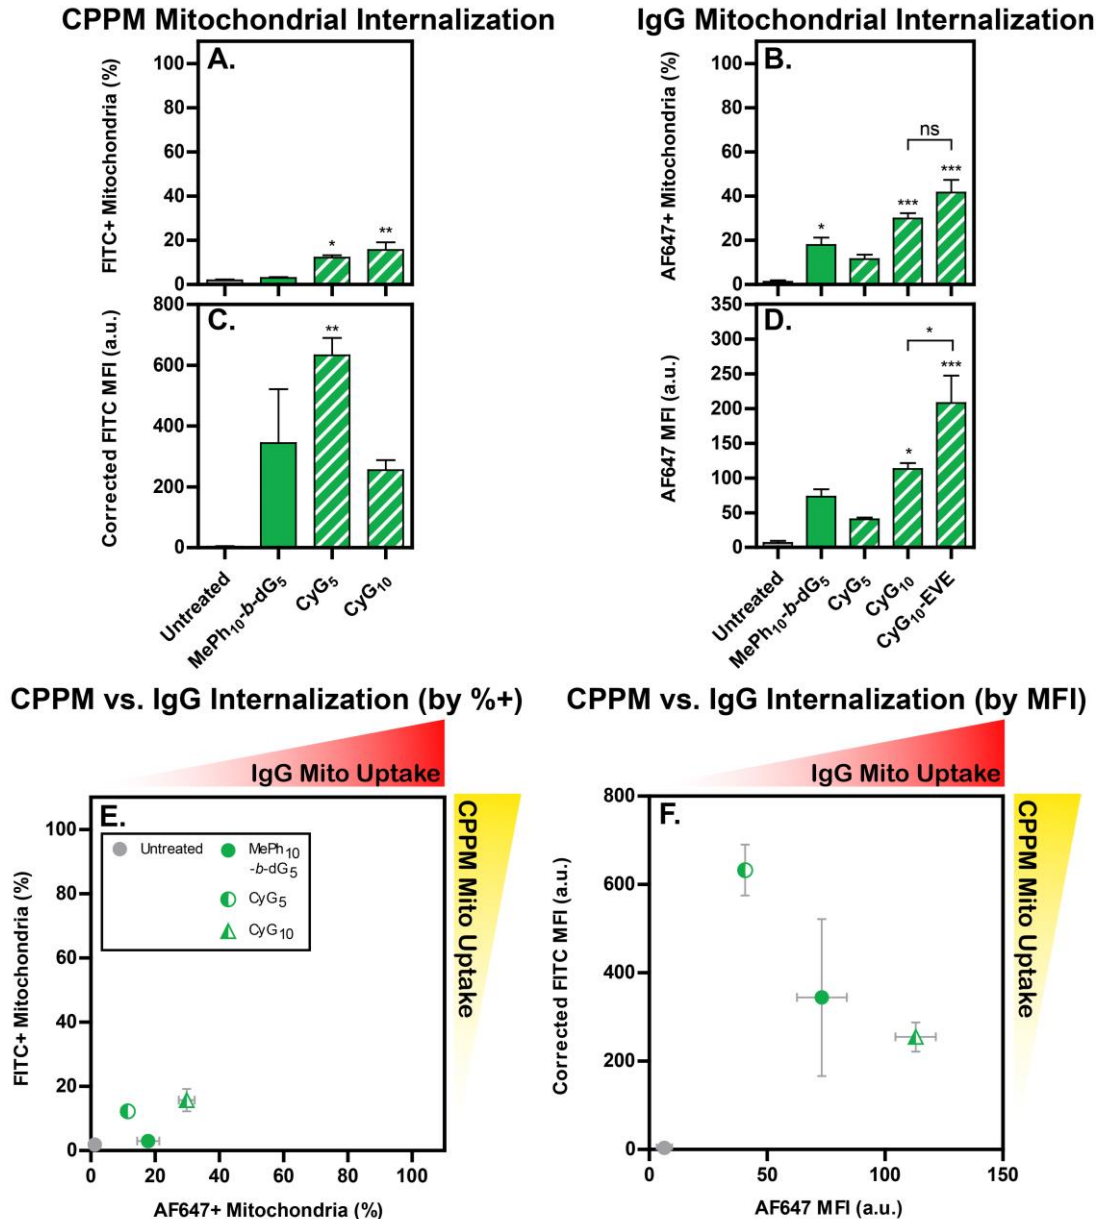 CPPM Mitochondrial Internalization
A.
FITC+ Mitochondria (%)
100
80
60
40
20
0
*
**
C.
Corrected FITC MFI (a.u.)
800
600
400
200
0
**
Untreated
MePh10-b-dG5
CyG5
CyG10
IgG Mitochondrial Internalization
B.
AF647+ Mitochondria (%)
100
80
60
40
20
0
*
***
ns
***
D.
AF647 MFI (a.u.)
350
300
250
200
150
100
50
0
*
*
***
Untreated
MePh10-b-dG5
CyG5
CyG10
CyG10-EVE
CPPM vs. IgG Internalization (by %+)
IgG Mito Uptake
CPPM Mito Uptake
E.
Untreated
MePh10
-b-dG5
CyG5
CyG10
FITC+ Mitochondria (%)
100
80
60
40
20
0
0 20 40 60 80 100
AF647+ Mitochondria (%)
CPPM vs. IgG Internalization (by MFI)
IgG Mito Uptake
CPPM Mito Uptake
F.
Corrected FITC MFI (a.u.)
800
600
400
200
0
0 50 100 150
AF647 MFI (a.u.)